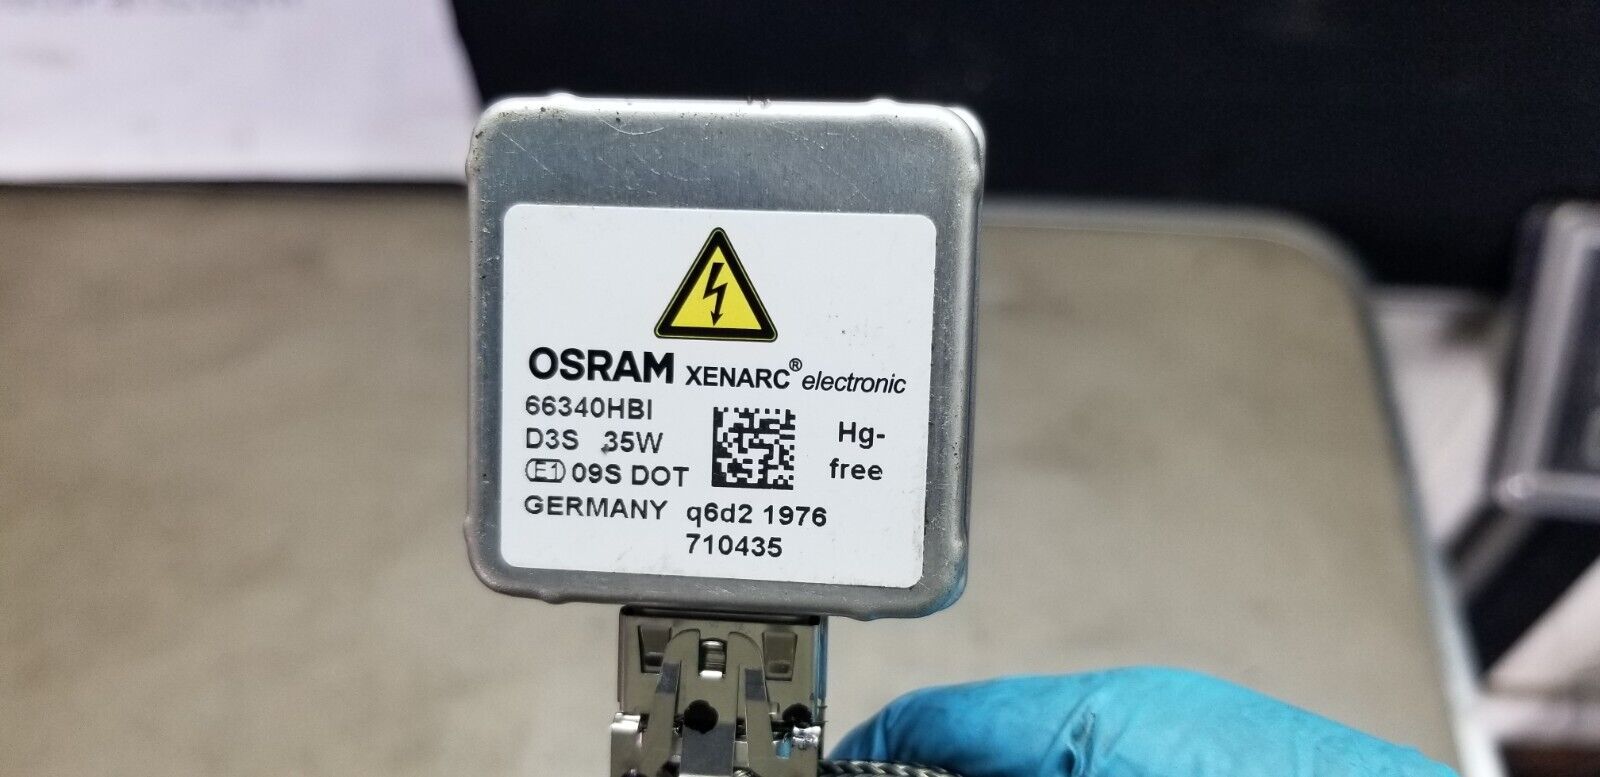 OSRAM XENARC® electronic
66340HBI
D3S 35W
Hg-
free
E1 09S DOT
GERMANY q6d2 1976
710435